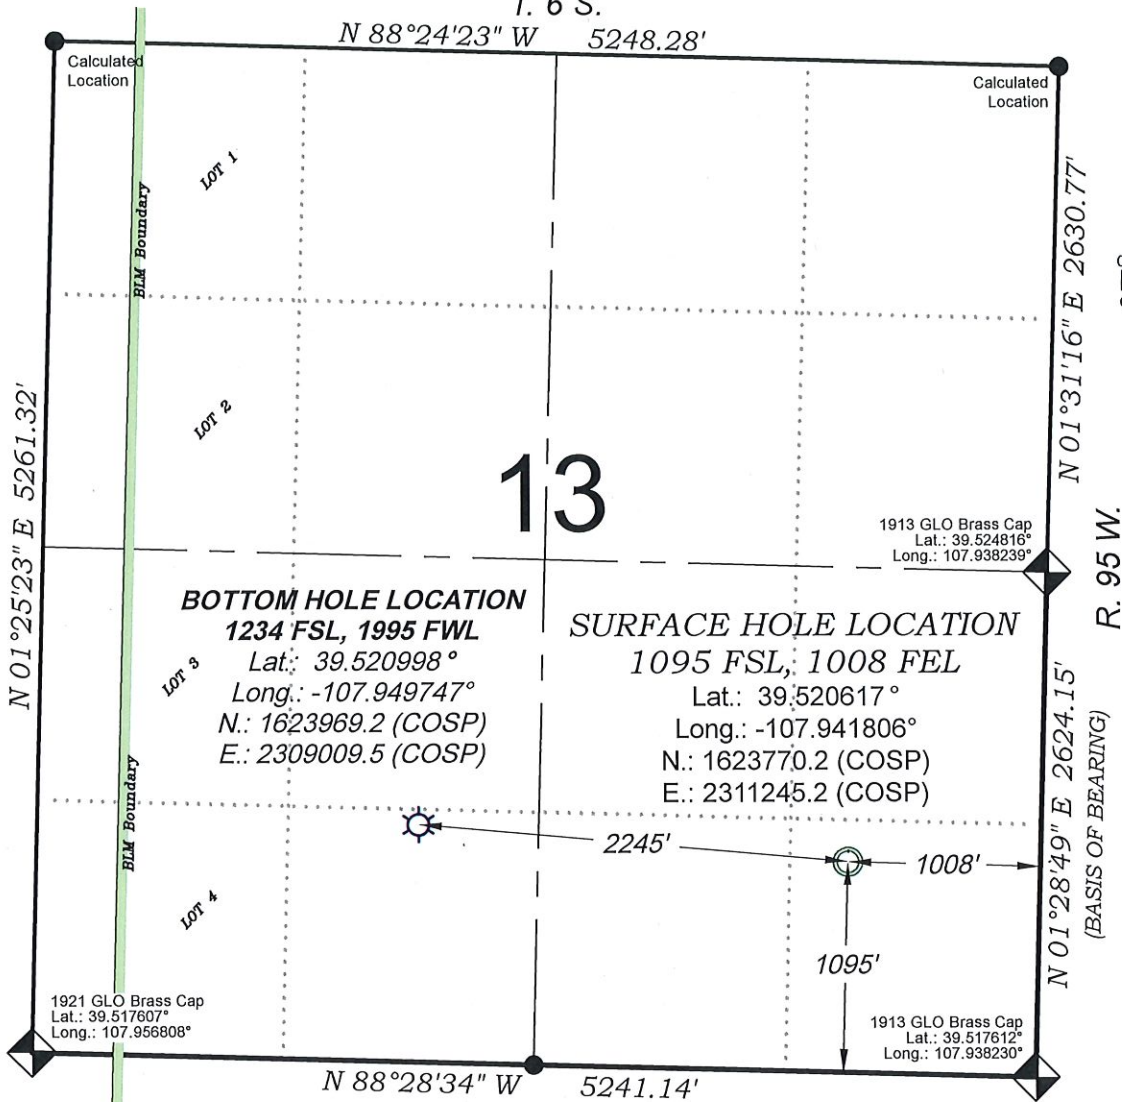 T. 6 S.
N 88°24'23" W 5248.28'
Calculated
Location
Calculated
Location
LOT 1
BLM Boundary
N 01°31'16" E 2630.77'
LOT 2
N 01°25'23" E 5261.32'
13
1913 GLO Brass Cap
Lat.: 39.524816°
Long.: 107.938239°
R. 95 W.
BOTTOM HOLE LOCATION
1234 FSL, 1995 FWL
Lat.: 39.520998°
Long.: -107.949747°
N.: 1623969.2 (COSP)
E.: 2309009.5 (COSP)
SURFACE HOLE LOCATION
1095 FSL, 1008 FEL
Lat.: 39.520617°
Long.: -107.941806°
N.: 1623770.2 (COSP)
E.: 2311245.2 (COSP)
LOT 3
BLM Boundary
2245'
1008'
N 01°28'49" E 2624.15'
(BASIS OF BEARING)
LOT 4
1095'
1921 GLO Brass Cap
Lat.: 39.517607°
Long.: 107.956808°
1913 GLO Brass Cap
Lat.: 39.517612°
Long.: 107.938230°
N 88°28'34" W 5241.14'